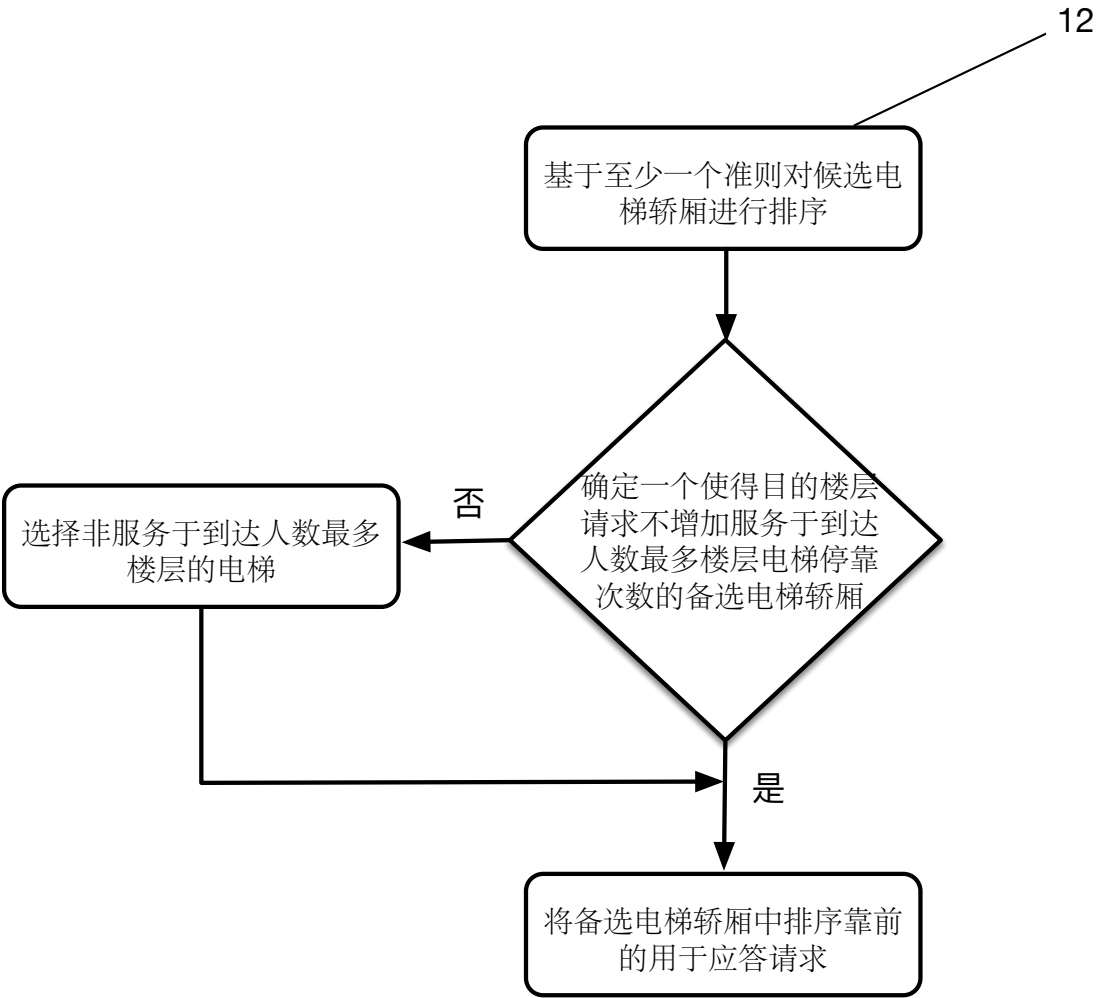 12
基于至少一个准则对候选电
梯轿厢进行排序
确定一个使得目的楼层
请求不增加服务于到达
人数最多楼层电梯停靠
次数的备选电梯轿厢
否
选择非服务于到达人数最多
楼层的电梯
是
将备选电梯轿厢中排序靠前
的用于应答请求